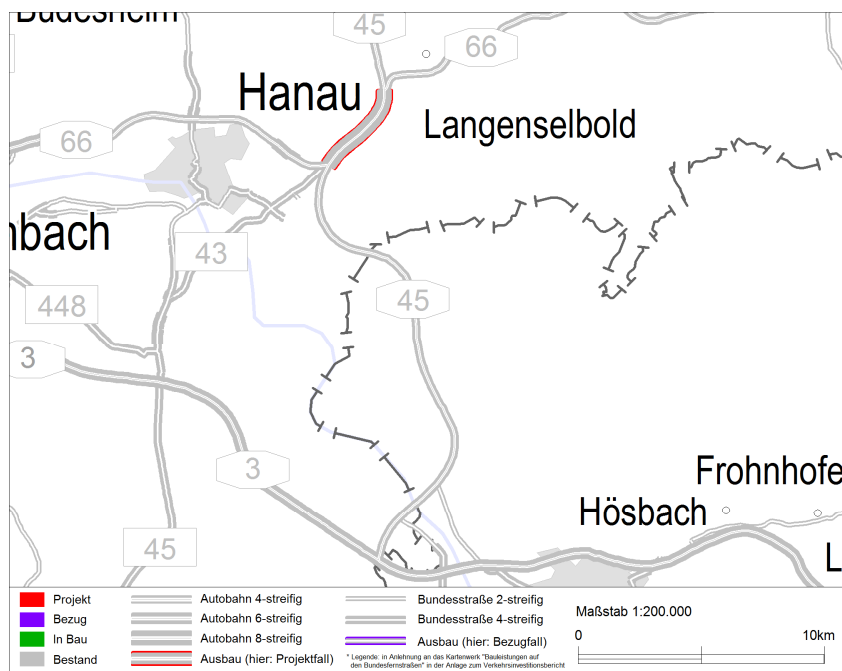 Büdesheim
45
66
Hanau
Langenselbold
66
nbach
43
45
448
3
3
Frohnhofe
Hösbach
45
L
Projekt
Bezug
In Bau
Bestand
Autobahn 4-streifig
Autobahn 6-streifig
Autobahn 8-streifig
Ausbau (hier: Projektfall)
Bundesstraße 2-streifig
Bundesstraße 4-streifig
Ausbau (hier: Bezugfall)
* Legende: in Anlehnung an das Kartenwerk "Bauleistungen auf
den Bundesfernstraßen" in der Anlage zum Verkehrsinvestitionsbericht
Maßstab 1:200.000
0
10km